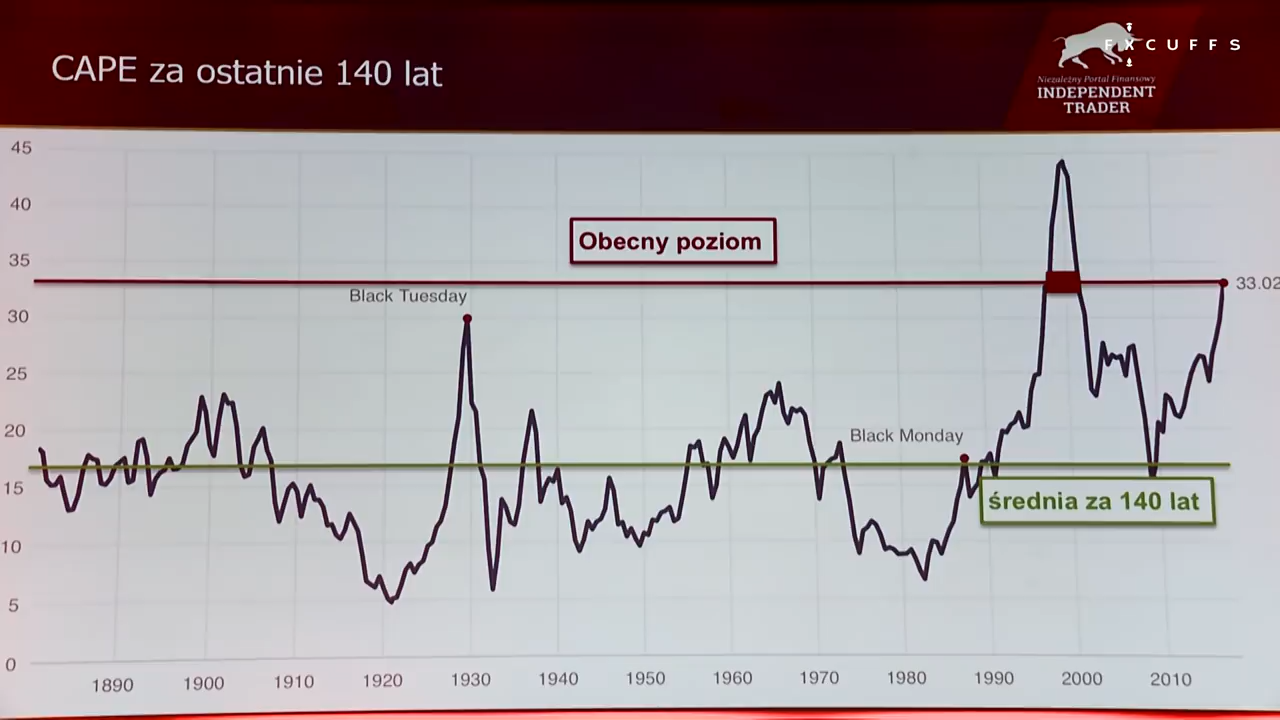 CAPE za ostatnie 140 lat
FXCUFFS
Niezależny Portal Finansowy
INDEPENDENT
TRADER
45
40
35
30
25
20
15
10
5
0
Obecny poziom
Black Tuesday
33.02
Black Monday
średnia za 140 lat
1890
1900
1910
1920
1930
1940
1950
1960
1970
1980
1990
2000
2010